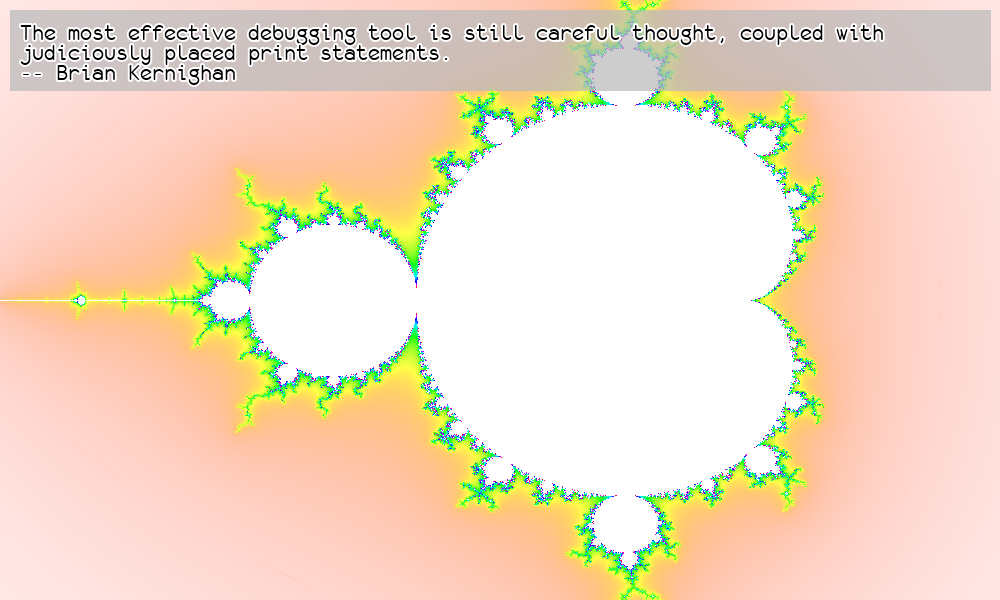 The most effective debugging tool is still careful thought, coupled with
judiciously placed print statements.
-- Brian Kernighan